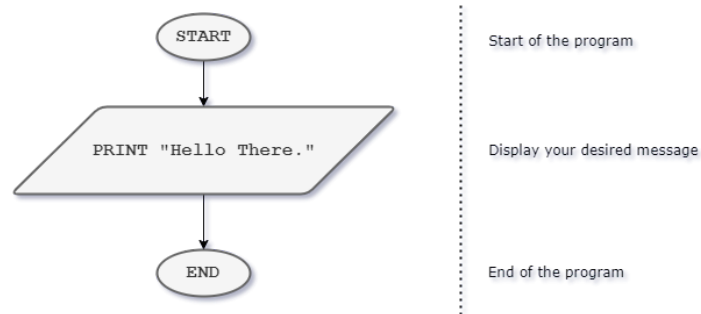 START
Start of the program
PRINT "Hello There."
Display your desired message
END
End of the program